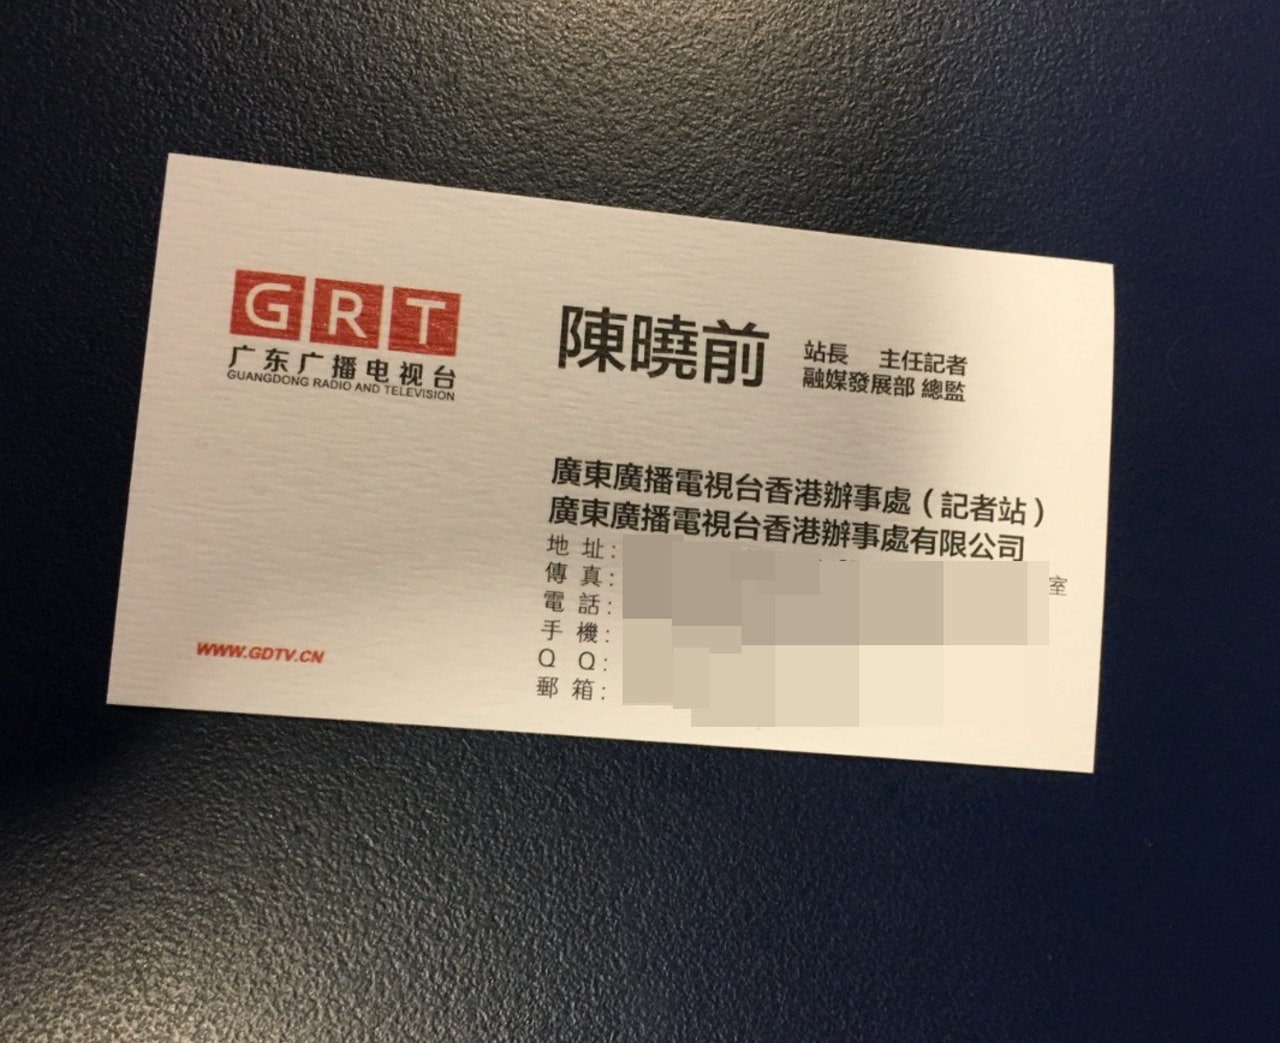 GRT
广东广播电视台
GUANGDONG RADIO AND TELEVISION
陳曉前
站長 主任記者
融媒發展部 總監
廣東廣播電視台香港辦事處（記者站）
廣東廣播電視台香港辦事處有限公司
地 址：
室
傳 真：
電 話：
手 機：
Q Q：
郵 箱：
WWW.GDTV.CN